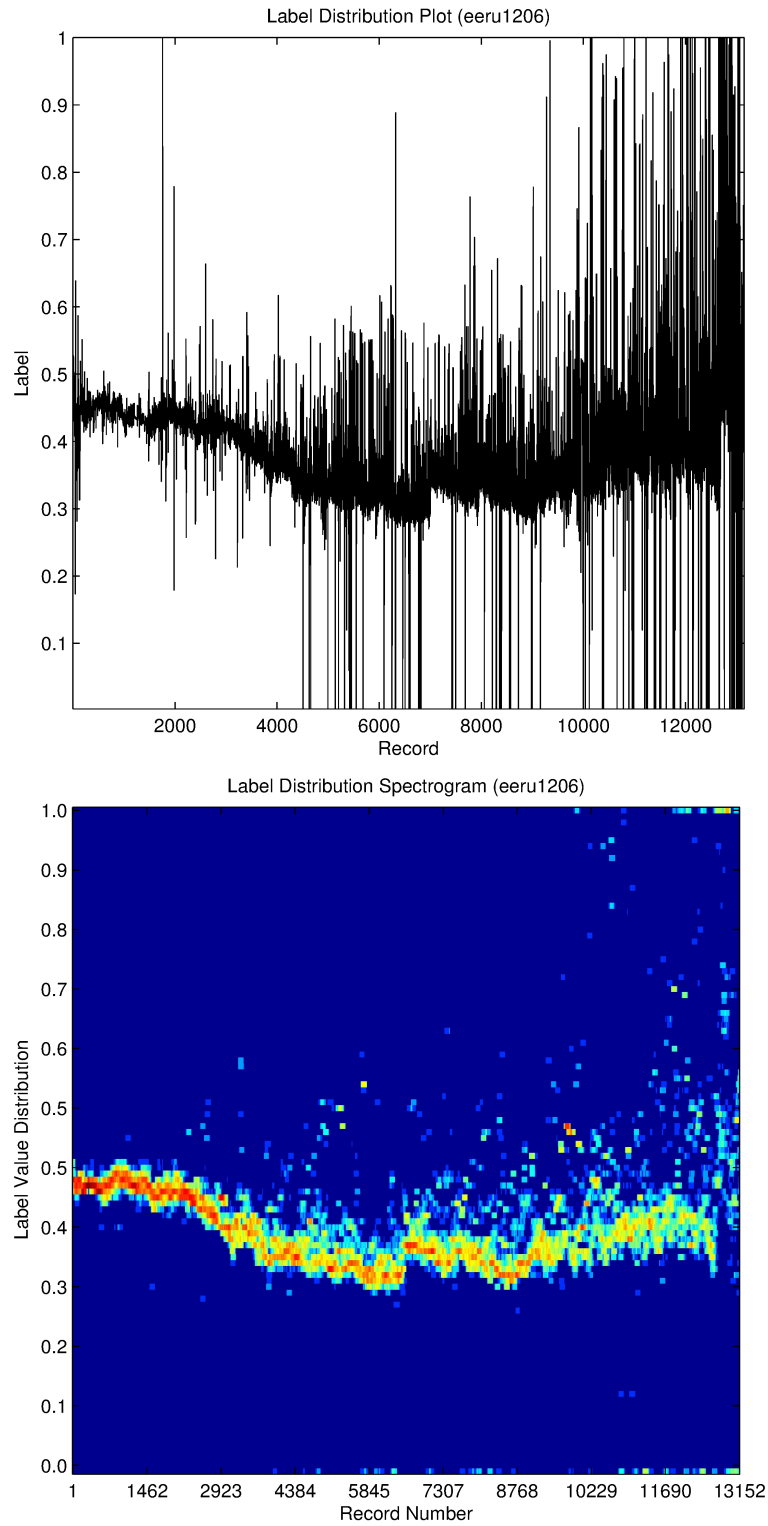 Label Distribution Plot (eeru1206)
1
0.9
0.8
0.7
0.6
0.5
0.4
0.3
0.2
0.1
Label
2000 4000 6000 8000 10000 12000
Record
Label Distribution Spectrogram (eeru1206)
1.0
0.9
0.8
0.7
0.6
0.5
0.5
0.4
0.3
0.2
0.1
0.0
Label Value Distribution
1 1462 2923 4384 5845 7307 8768 10229 11690 13152
Record Number